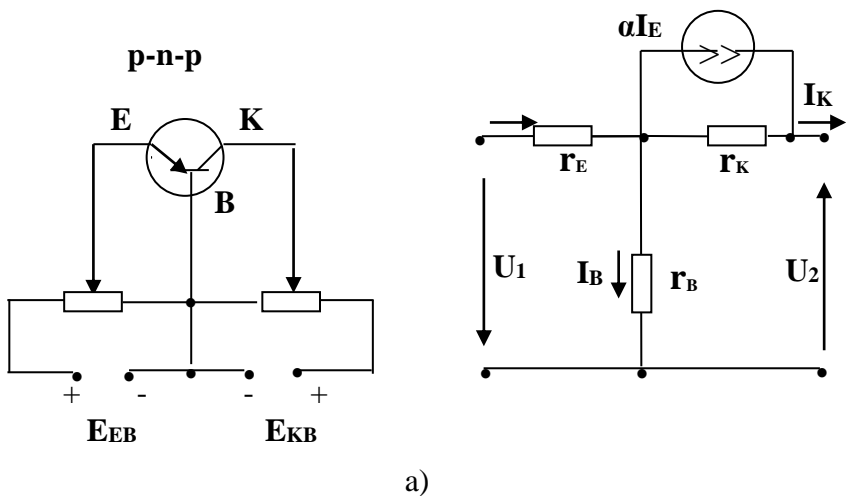 p-n-p
E K
B
+ - - +
EEB EKB
αIE
IK
rE rK
U1 IB rB U2
a)